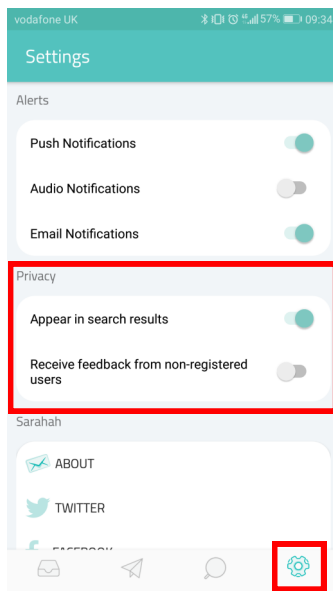 vodafone UK 57% 09:34
Settings
Alerts
Push Notifications
Audio Notifications
Email Notifications
Privacy
Appear in search results
Receive feedback from non-registered
users
Sarahah
ABOUT
TWITTER
FACEBOOK